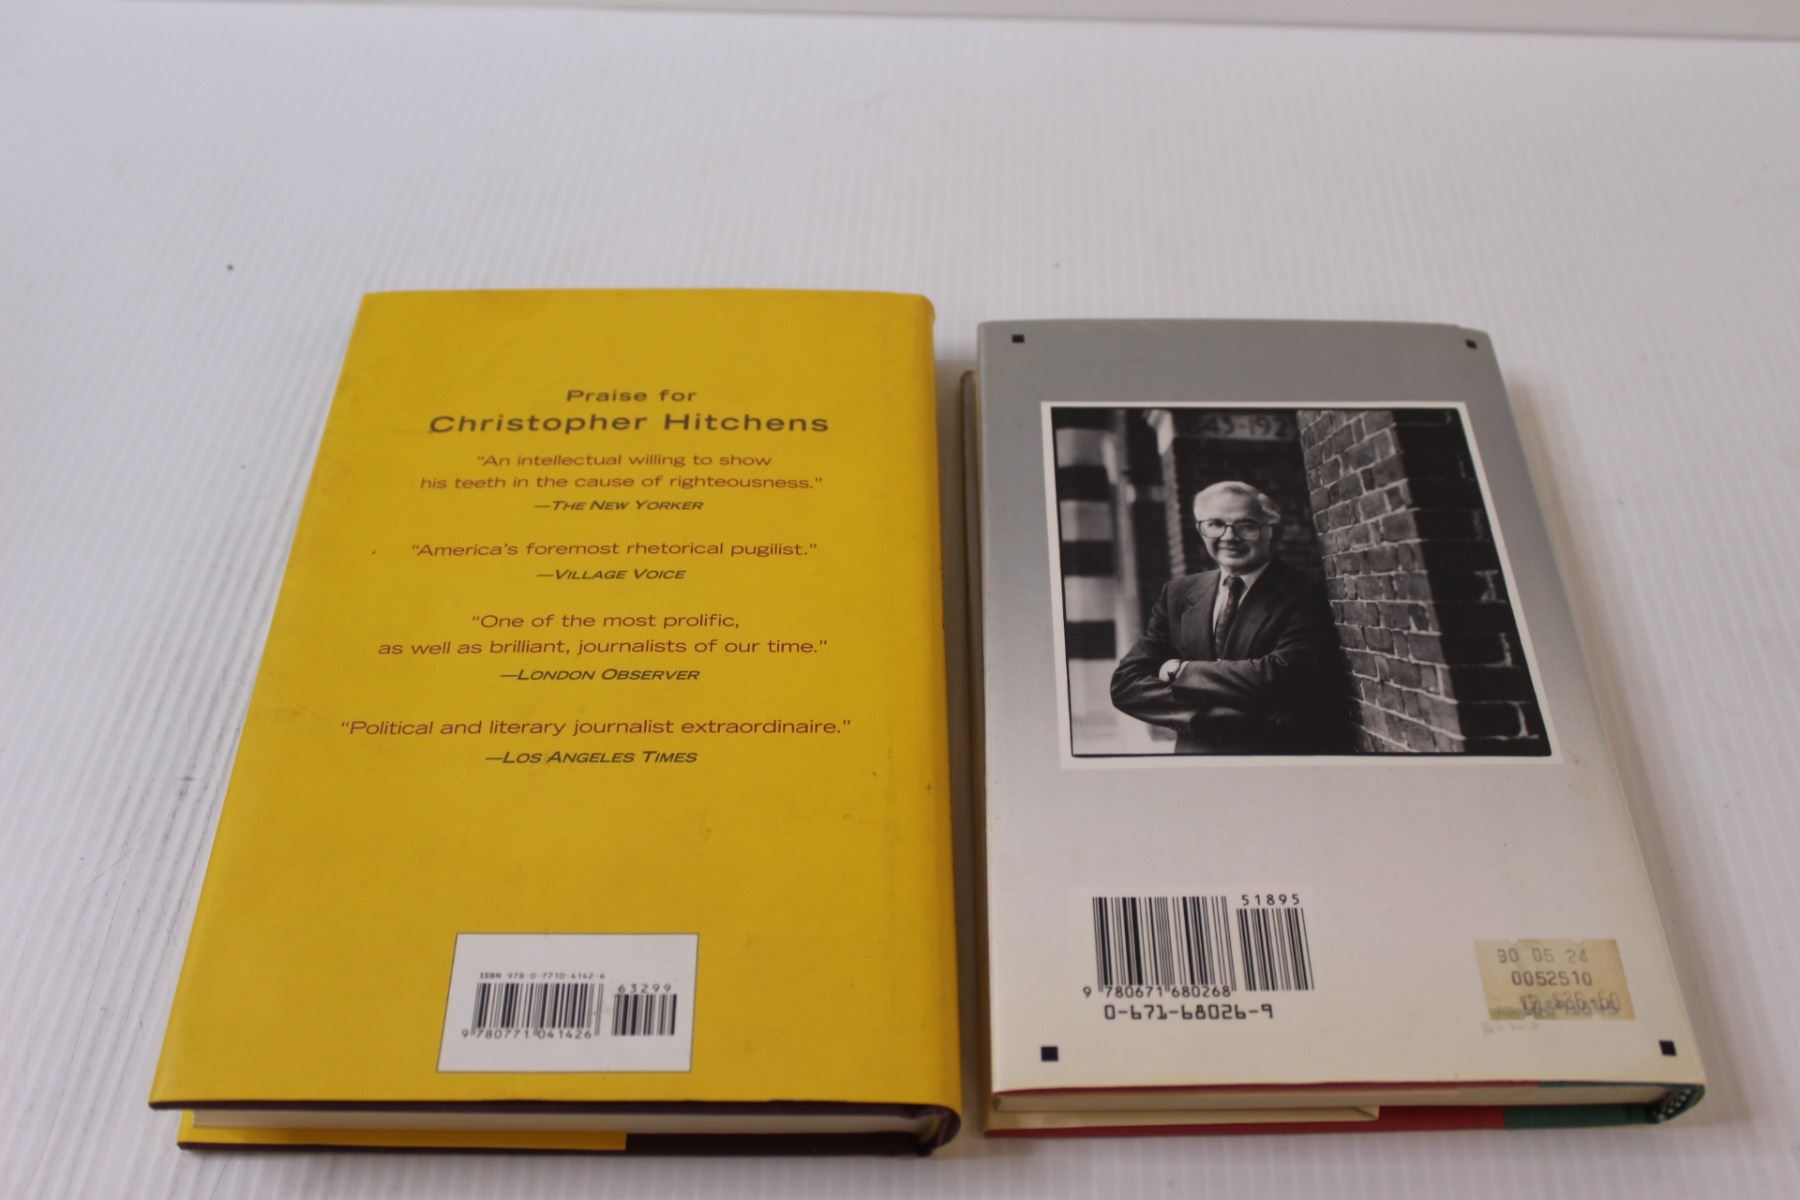 Praise for
Christopher Hitchens
“An intellectual willing to show
his teeth in the cause of righteousness.”
—THE NEW YORKER
“America’s foremost rhetorical pugilist.”
—VILLAGE VOICE
“One of the most prolific,
as well as brilliant, journalists of our time.”
—LONDON OBSERVER
“Political and literary journalist extraordinaire.”
—LOS ANGELES TIMES
ISBN 978-0-7710-4142-6
63299
9 780771 041426
51895
9 780671 680268
0-671-68026-9
90 05 24
0052510